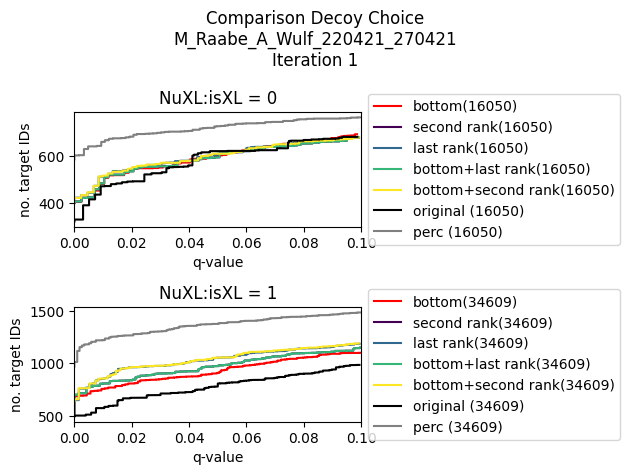 Comparison Decoy Choice
M_Raabe_A_Wulf_220421_270421
Iteration 1
NuXL:isXL = 0
no. target IDs
600
400
0.00 0.02 0.04 0.06 0.08 0.10
q-value
bottom(16050)
second rank(16050)
last rank(16050)
bottom+last rank(16050)
bottom+second rank(16050)
original (16050)
perc (16050)
NuXL:isXL = 1
no. target IDs
1500
1000
500
0.00 0.02 0.04 0.06 0.08 0.10
q-value
bottom(34609)
second rank(34609)
last rank(34609)
bottom+last rank(34609)
bottom+second rank(34609)
original (34609)
perc (34609)